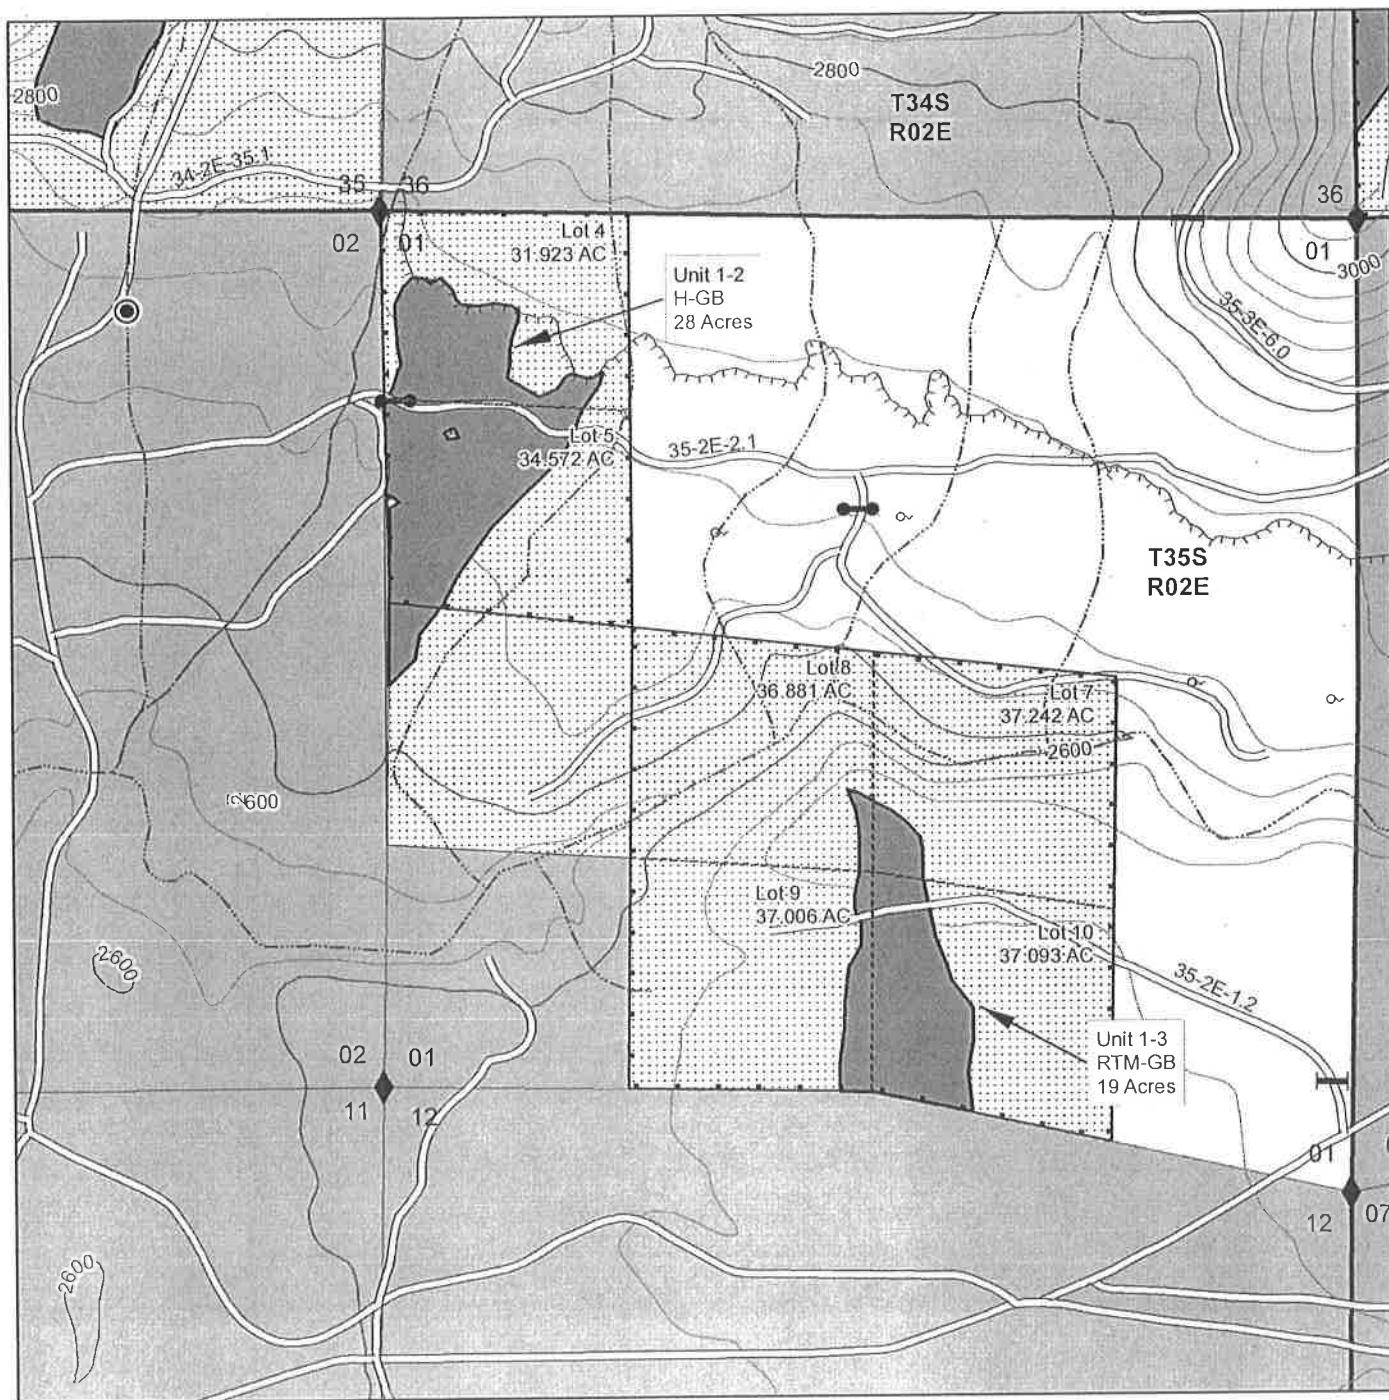 2800
T34S
R02E
2800
34-2E-35.1
35 36
36
02 01
Lot 4
31.923 AC
01
3000
Unit 1-2
H-GB
28 Acres
35-3E-6.0
Lot 5
34.572 AC
35-2E-2.1
T35S
R02E
Lot 8
36.881 AC
Lot 7
37.242 AC
2600
2600
Lot 9
37.006 AC
Lot 10
37.093 AC
2600
35-2E-1.2
Unit 1-3
RTM-GB
19 Acres
02 01
11 12
01
12 07
2600